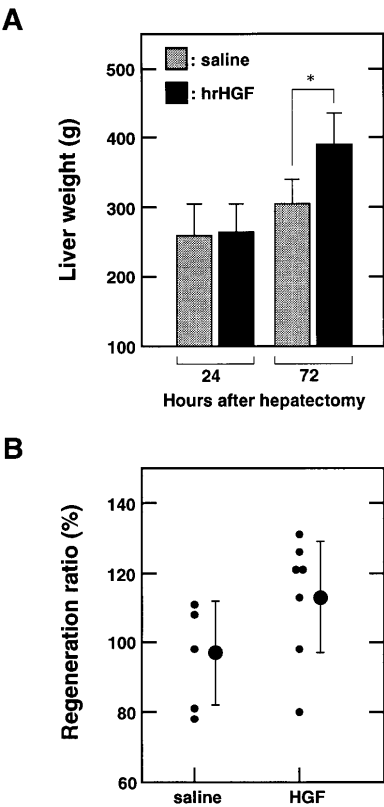 A
: saline
: hrHGF
*
500
400
300
200
100
Liver weight (g)
24
72
Hours after hepatectomy
B
140
120
100
80
60
Regeneration ratio (%)
saline
HGF